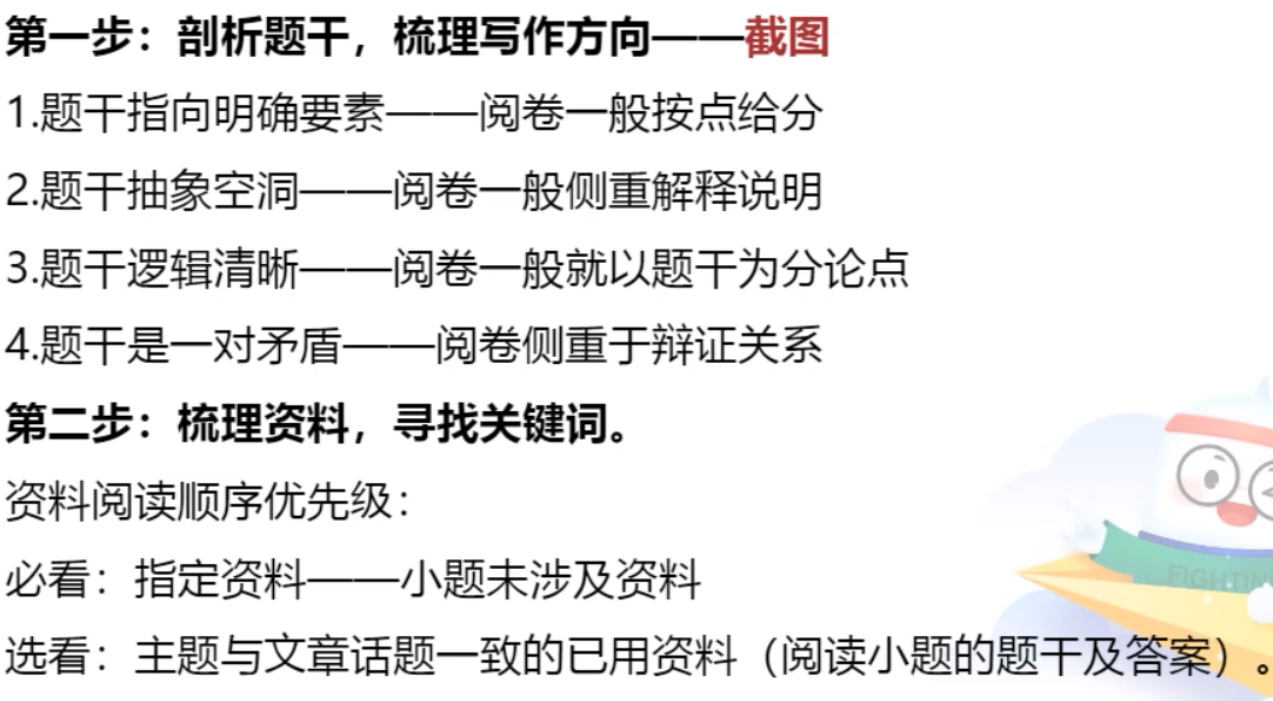 第一步：剖析题干，梳理写作方向——截图
1.题干指向明确要素——阅卷一般按点给分
2.题干抽象空洞——阅卷一般侧重解释说明
3.题干逻辑清晰——阅卷一般就以题干为分论点
4.题干是一对矛盾——阅卷侧重于辩证关系
第二步：梳理资料，寻找关键词。
资料阅读顺序优先级：
必看：指定资料——小题未涉及资料
选看：主题与文章话题一致的已用资料（阅读小题的题干及答案）。
FIGHTIN